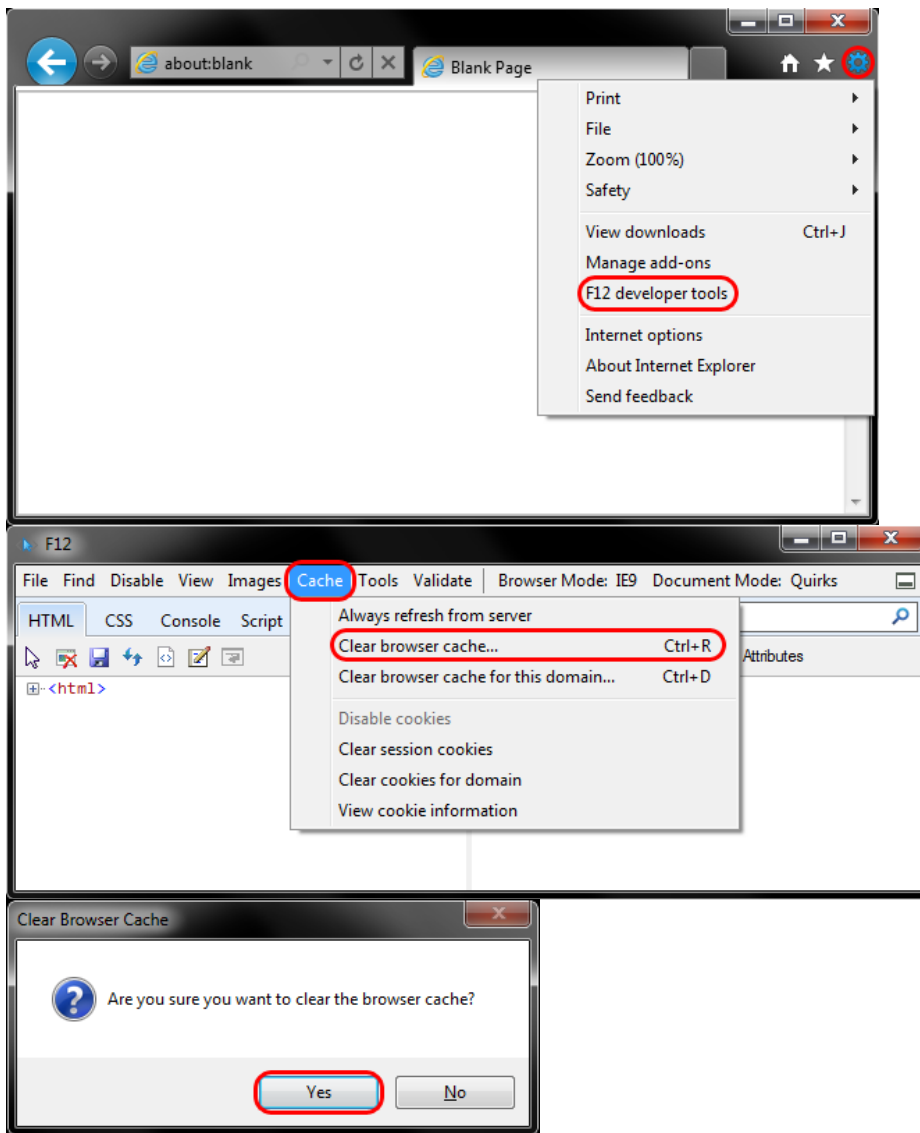 about:blank
Blank Page
Print
File
Zoom (100%)
Safety
View downloads Ctrl+J
Manage add-ons
F12 developer tools
Internet options
About Internet Explorer
Send feedback
F12
File Find Disable View Images Cache Tools Validate Browser Mode: IE9 Document Mode: Quirks
HTML CSS Console Script
Always refresh from server
Clear browser cache... Ctrl+R
Attributes
Clear browser cache for this domain... Ctrl+D
<html>
Disable cookies
Clear session cookies
Clear cookies for domain
View cookie information
Clear Browser Cache
Are you sure you want to clear the browser cache?
Yes No